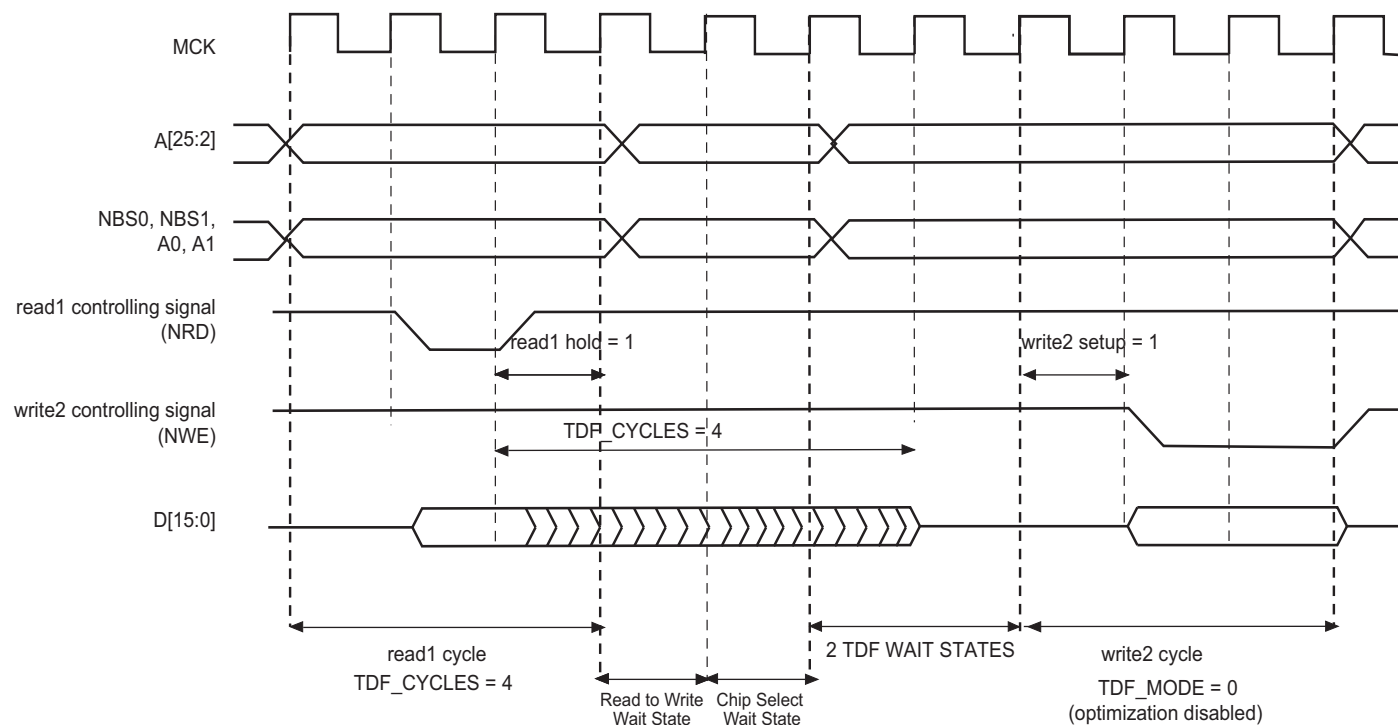 MCK
A[25:2]
NBS0, NBS1,
A0, A1
read1 controlling signal
(NRD)
read1 hold = 1
write2 setup = 1
write2 controlling signal
(NWE)
TDF_CYCLES = 4
D[15:0]
read1 cycle
TDF_CYCLES = 4
Read to Write
Wait State
Chip Select
Wait State
2 TDF WAIT STATES
write2 cycle
TDF_MODE = 0
(optimization disabled)